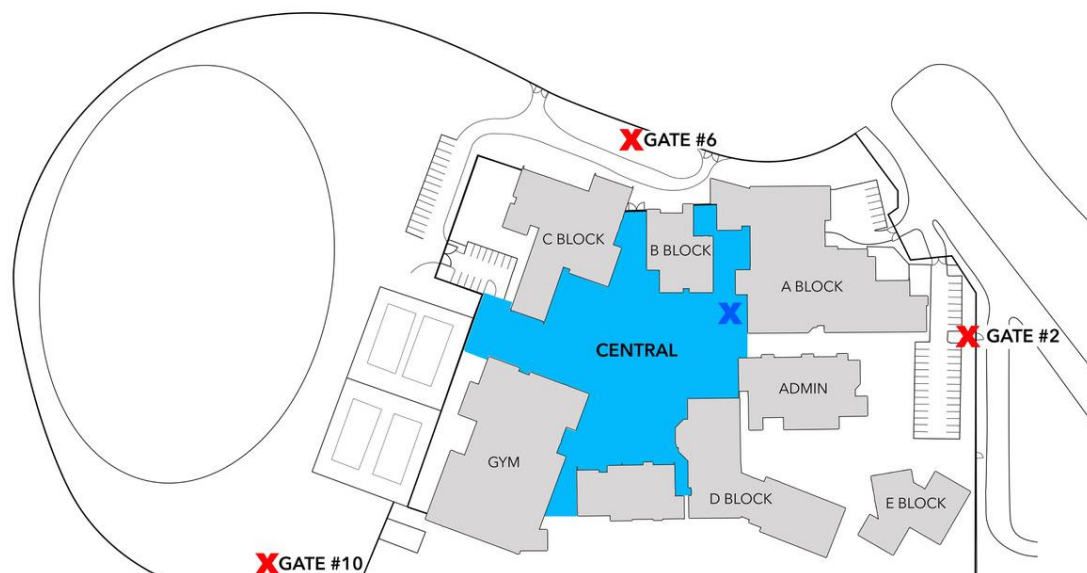 GATE #6
C BLOCK
B BLOCK
A BLOCK
GATE #2
CENTRAL
ADMIN
GYM
D BLOCK
E BLOCK
GATE #10